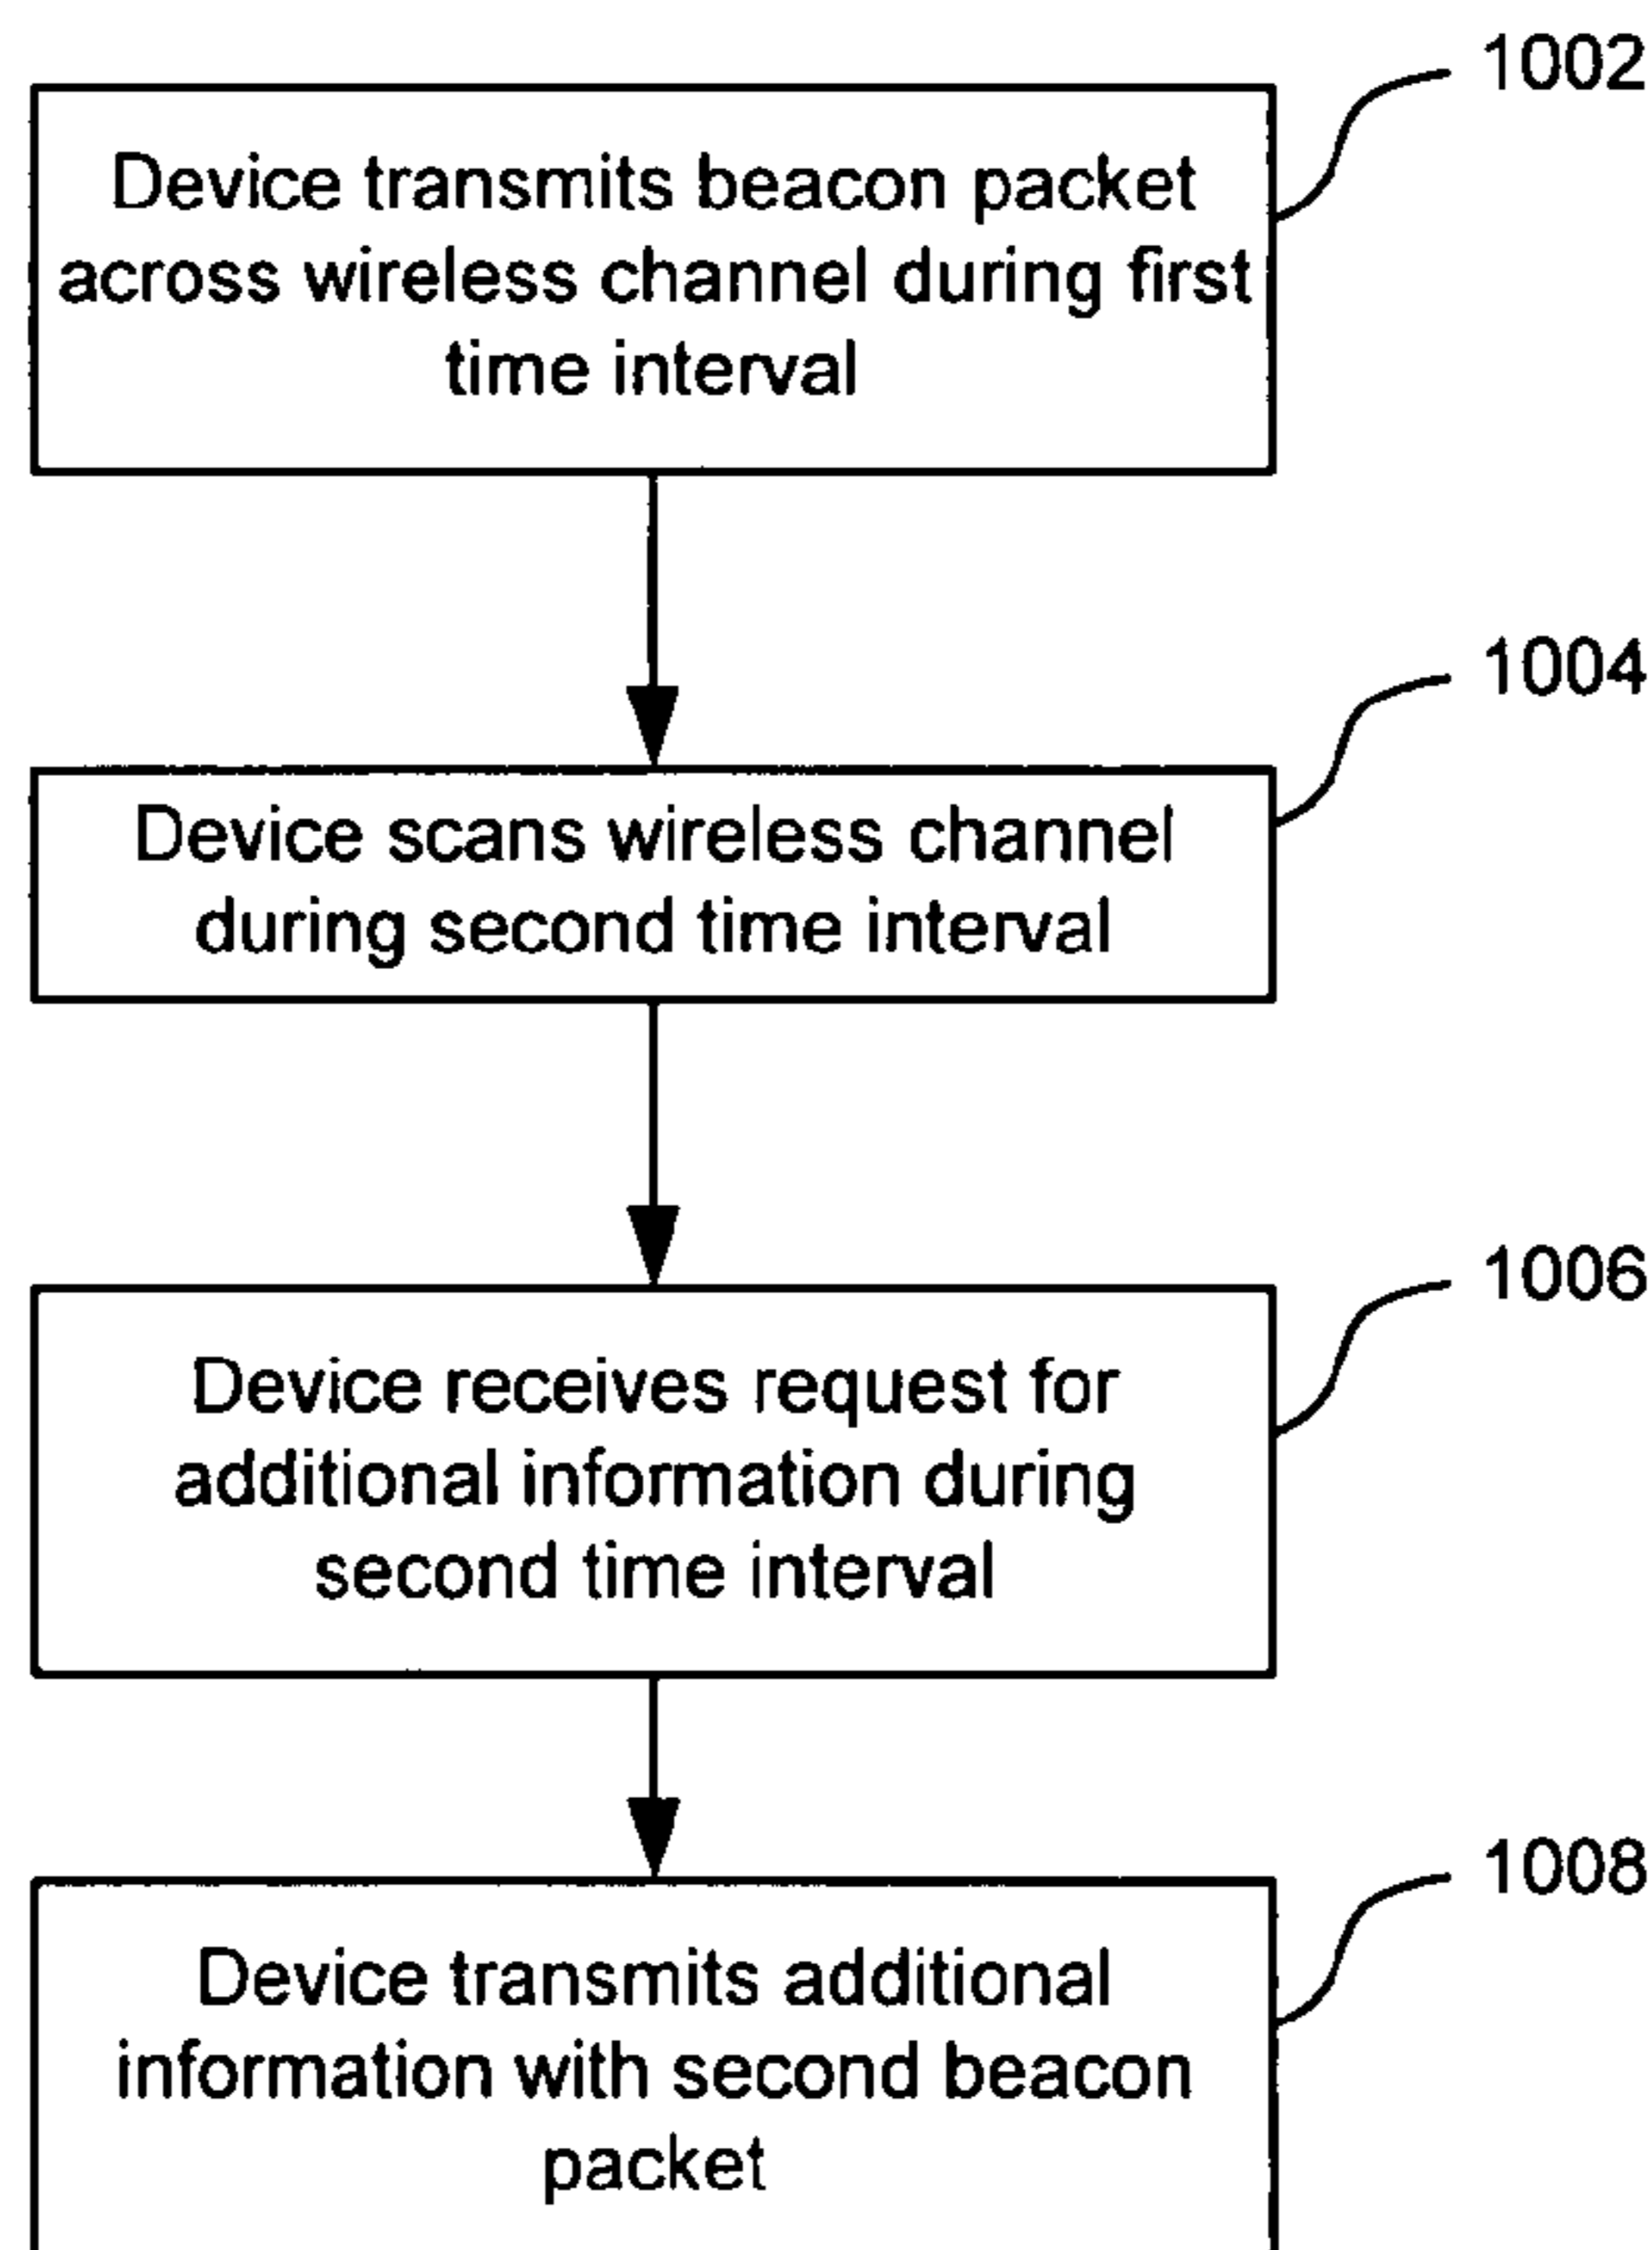 1002
Device transmits beacon packet
across wireless channel during first
time interval
1004
Device scans wireless channel
during second time interval
1006
Device receives request for
additional information during
second time interval
1008
Device transmits additional
information with second beacon
packet